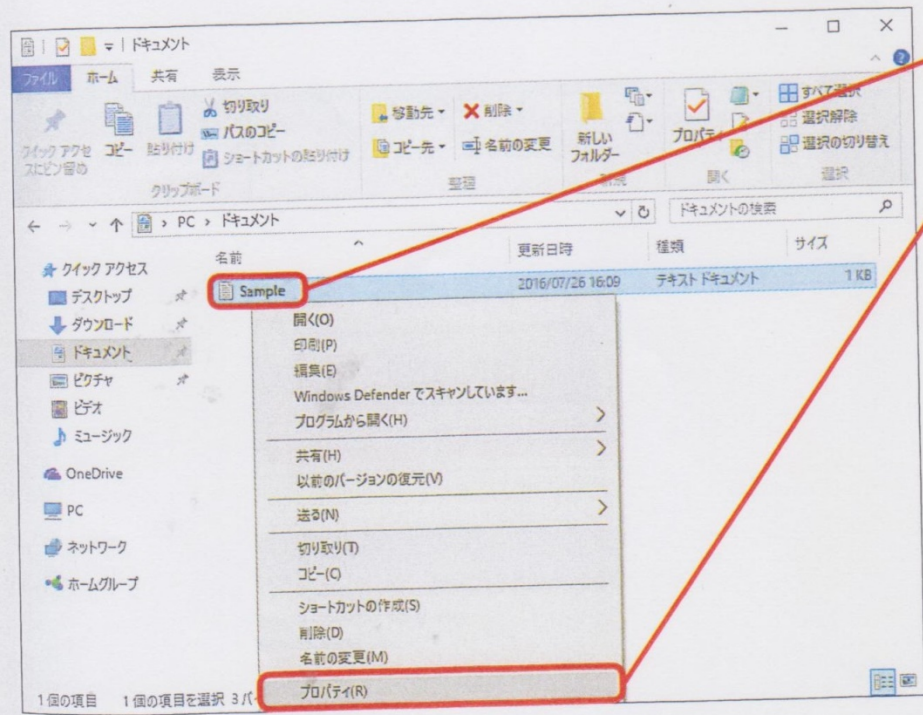 ドキュメント
ファイル ホーム 共有 表示
クイック アクセスにピン留め
コピー
貼り付け
切り取り
パスのコピー
ショートカットの貼り付け
クリップボード
移動先
コピー先
削除
名前の変更
整理
新しいフォルダー
新規
プロパティ
開く
すべて選択
選択解除
選択の切り替え
選択
PC › ドキュメント
ドキュメントの検索
名前 更新日時 種類 サイズ
Sample 2016/07/26 16:09 テキスト ドキュメント 1 KB
クイック アクセス
デスクトップ
ダウンロード
ドキュメント
ピクチャ
ビデオ
ミュージック
OneDrive
PC
ネットワーク
ホームグループ
開く(O)
印刷(P)
編集(E)
Windows Defender でスキャンしています...
プログラムから開く(H)
共有(H)
以前のバージョンの復元(V)
送る(N)
切り取り(T)
コピー(C)
ショートカットの作成(S)
削除(D)
名前の変更(M)
プロパティ(R)
1個の項目 1個の項目を選択 3バイ